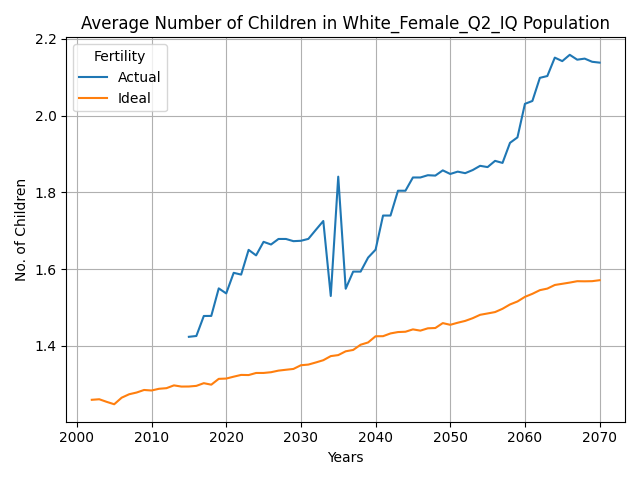 Average Number of Children in White_Female_Q2_IQ Population
Fertility
Actual
Ideal
No. of Children
2.2
2.0
1.8
1.6
1.4
2000 2010 2020 2030 2040 2050 2060 2070
Years